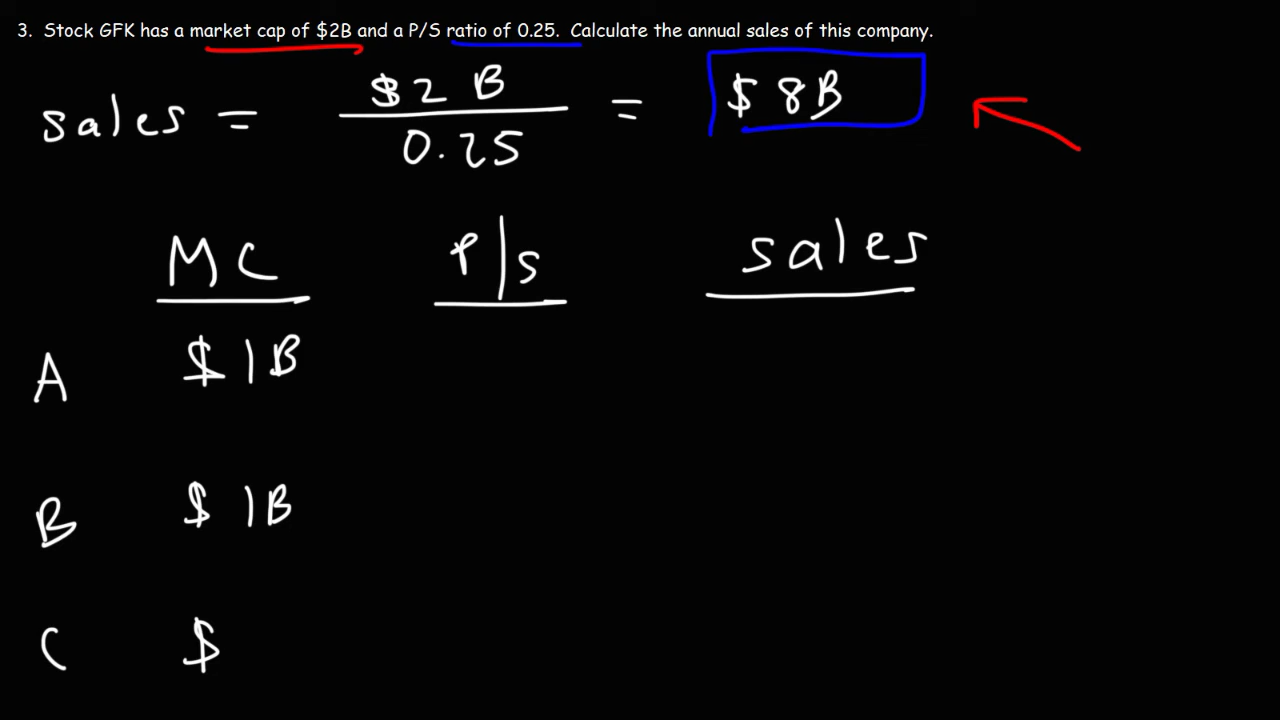 3. Stock GFK has a market cap of $2B and a P/S ratio of 0.25. Calculate the annual sales of this company.
sales = $2 B / 0.25 = $ 8B
MC P/S sales
A $ 1B
B $ 1B
C $